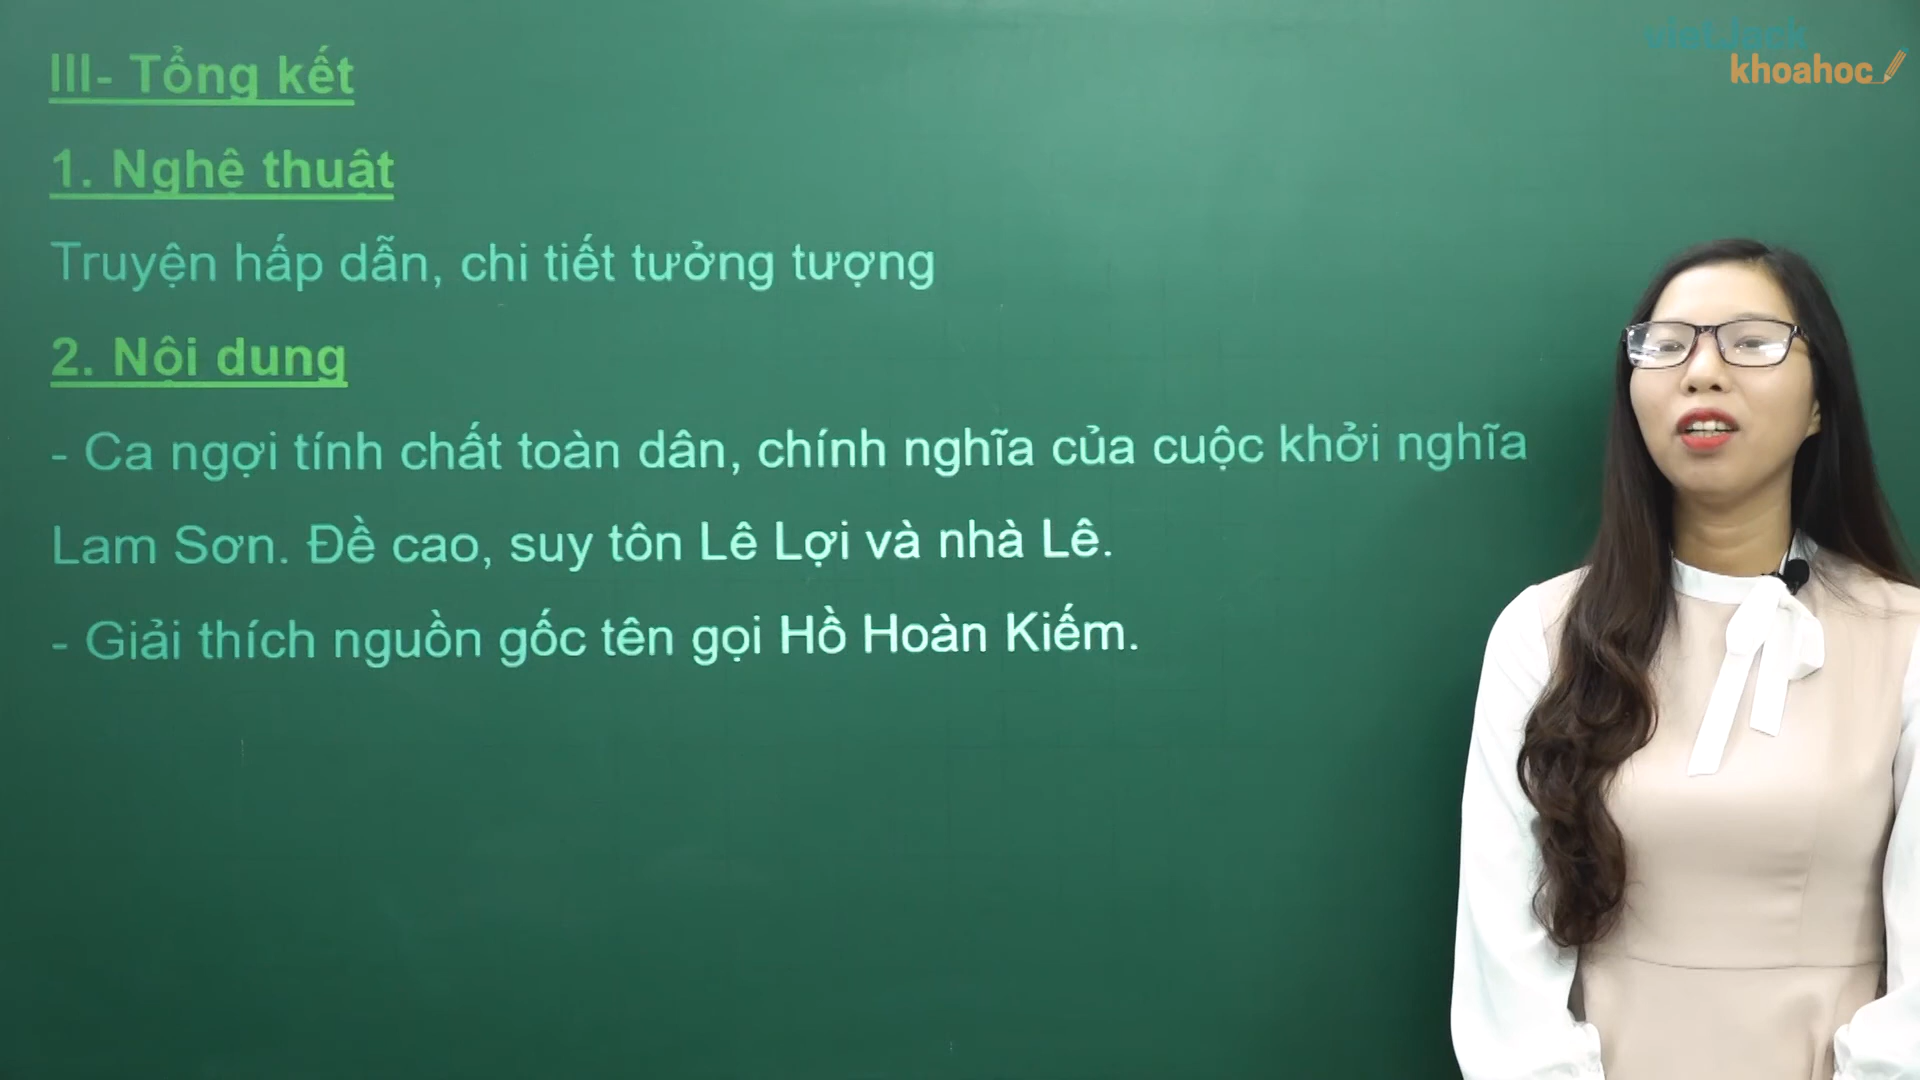 vietJack
khoahoc
III- Tổng kết
1. Nghệ thuật
Truyện hấp dẫn, chi tiết tưởng tượng
2. Nội dung
- Ca ngợi tính chất toàn dân, chính nghĩa của cuộc khởi nghĩa
Lam Sơn. Đề cao, suy tôn Lê Lợi và nhà Lê.
- Giải thích nguồn gốc tên gọi Hồ Hoàn Kiếm.